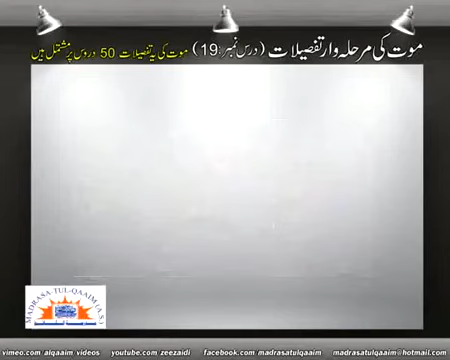 موت کی مرحلہ وار تفصیلات (درس نمبر:19) موت کی یہ تفصیلات 50 دروس پر مشتمل ہیں
MADRASA-TUL-QAAIM (A.S)
vimeo.com/alqaaim/videos youtube.com/zeezaidi facebook.com/madrasatulqaaim madrasatulqaaim@hotmail.com